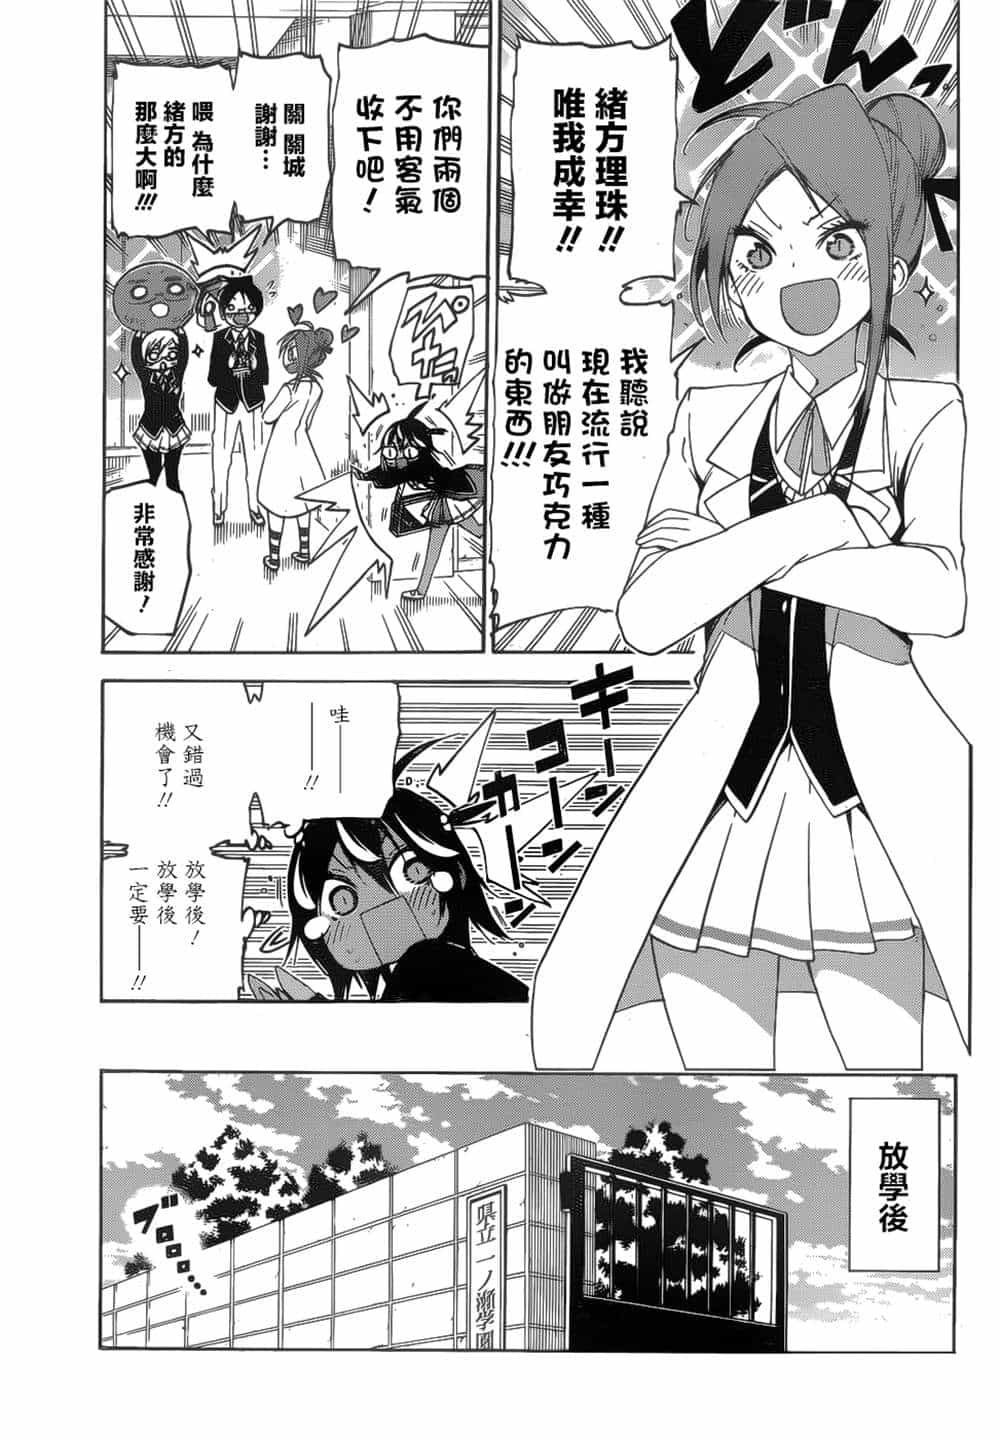 どーん
緒方理珠!!
唯我成幸!!
我聽說
現在流行一種
叫做朋友巧克力
的東西!!!
你們兩個
不用客氣
收下吧!
關 關城
謝謝…
喂 為什麼
緒方的
那麼大啊!!!
非常感謝!
キーン
コーン
カーン
哇
——!!
又錯過
機會了!!
放學後!
放學後
一定要——!!
放學後
県立一ノ瀬学園
ブロロロ…